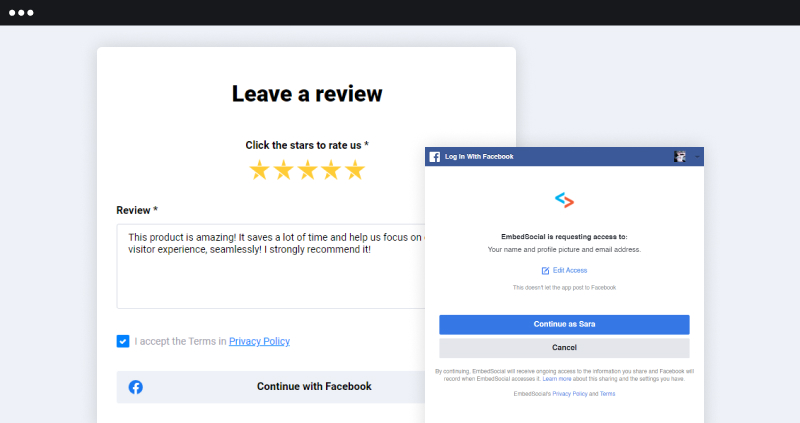 Leave a review
Click the stars to rate us *
Review *
This product is amazing! It saves a lot of time and help us focus on
visitor experience, seamlessly! I strongly recommend it!
I accept the Terms in Privacy Policy
Continue with Facebook
Log In With Facebook
EmbedSocial is requesting access to:
Your name and profile picture and email address.
Edit Access
This doesn't let the app post to Facebook
Continue as Sara
Cancel
By continuing, EmbedSocial will receive ongoing access to the information you share and Facebook will
record when EmbedSocial accesses it. Learn more about this sharing and the settings you have.
EmbedSocial's Privacy Policy and Terms